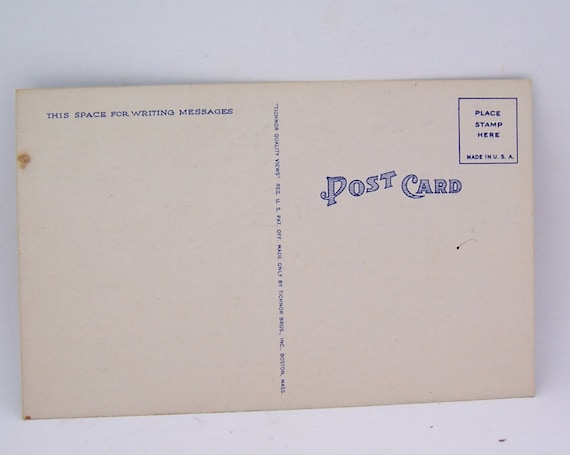 THIS SPACE FOR WRITING MESSAGES
"TICHNOR QUALITY VIEWS" REG. U. S. PAT. OFF. MADE ONLY BY TICHNOR BROS., INC., BOSTON, MASS.
POST CARD
PLACE
STAMP
HERE
MADE IN U. S. A.